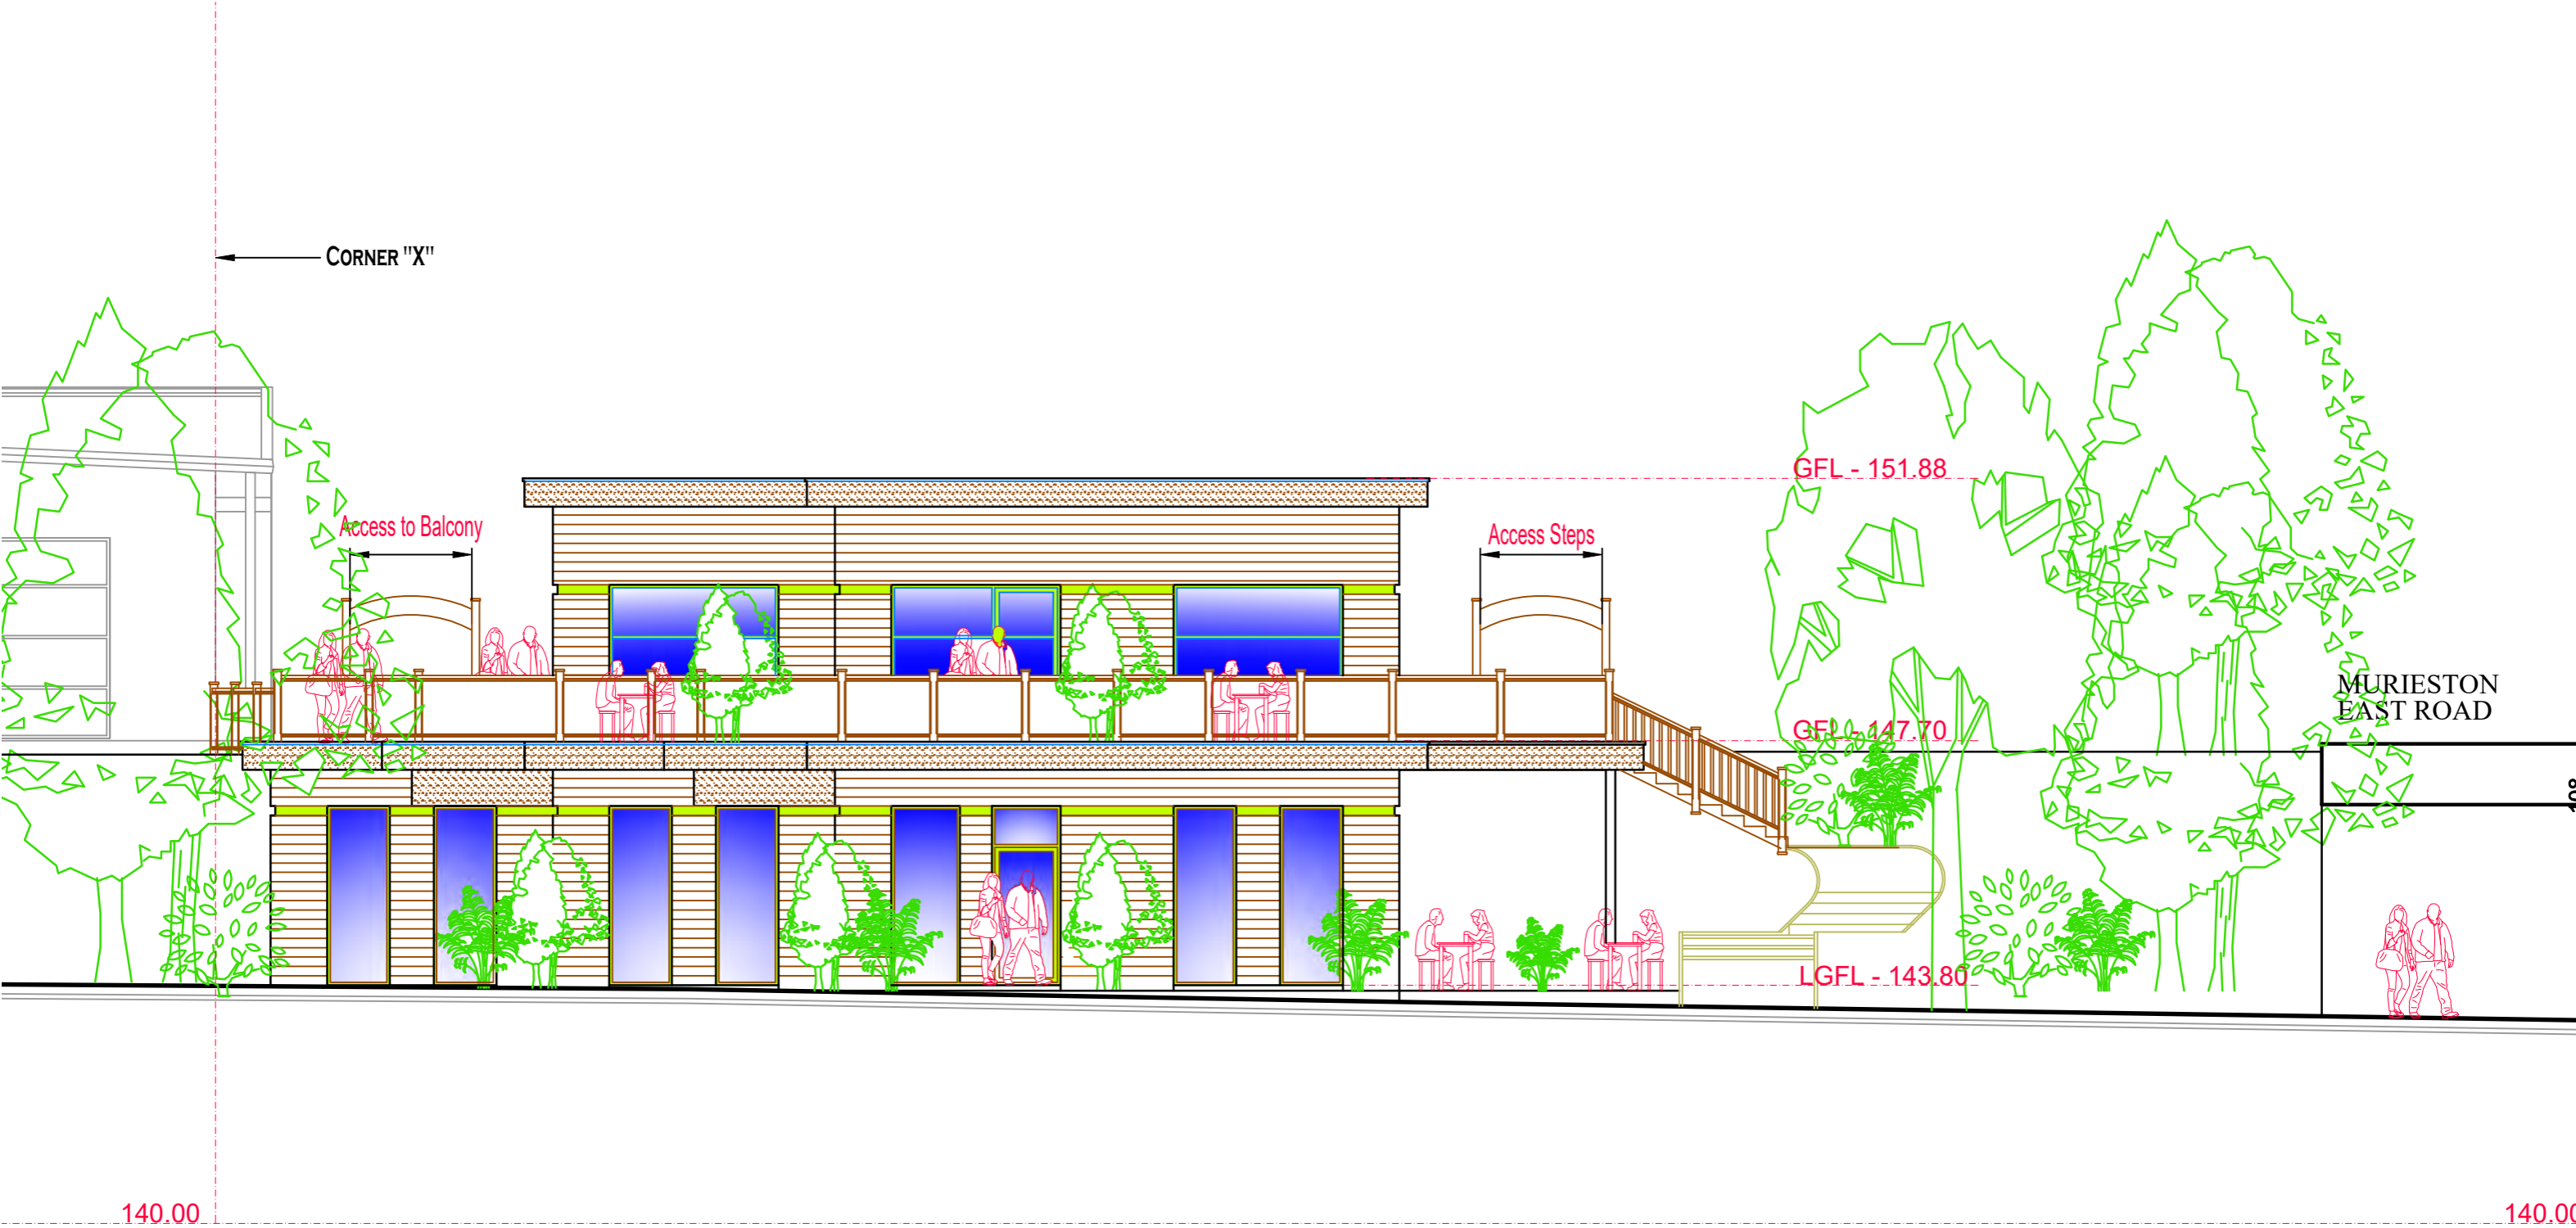 CORNER "X"
GFL - 151.88
Access to Balcony
Access Steps
MURIESTON
EAST ROAD
GFL - 147.70
108
LGFL - 143.80
140.00
140.00